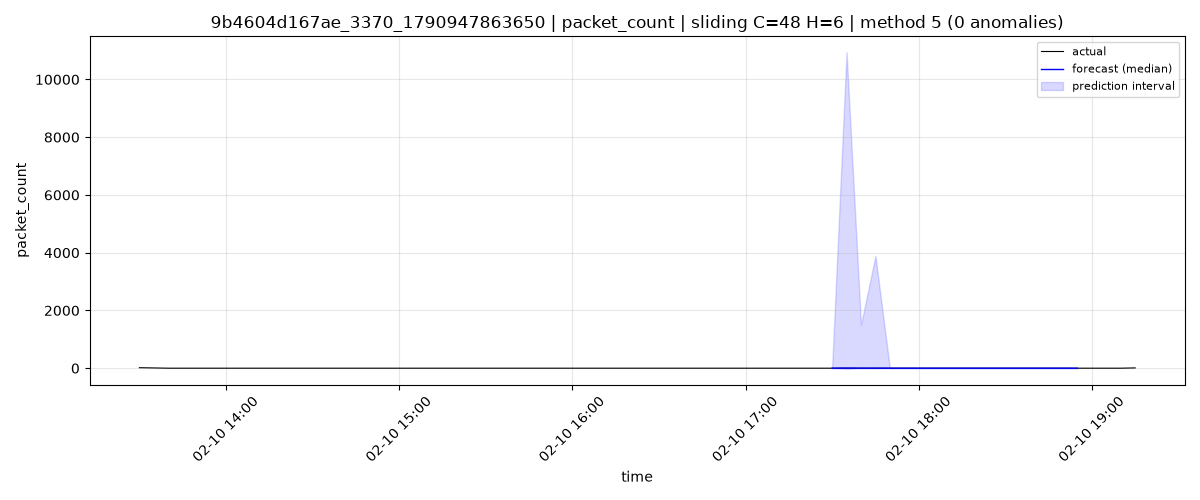 9b4604d167ae_3370_1790947863650 | packet_count | sliding C=48 H=6 | method 5 (0 anomalies)
actual
forecast (median)
prediction interval
10000
8000
6000
4000
2000
0
packet_count
02-10 14:00
02-10 15:00
02-10 16:00
02-10 17:00
02-10 18:00
02-10 19:00
time